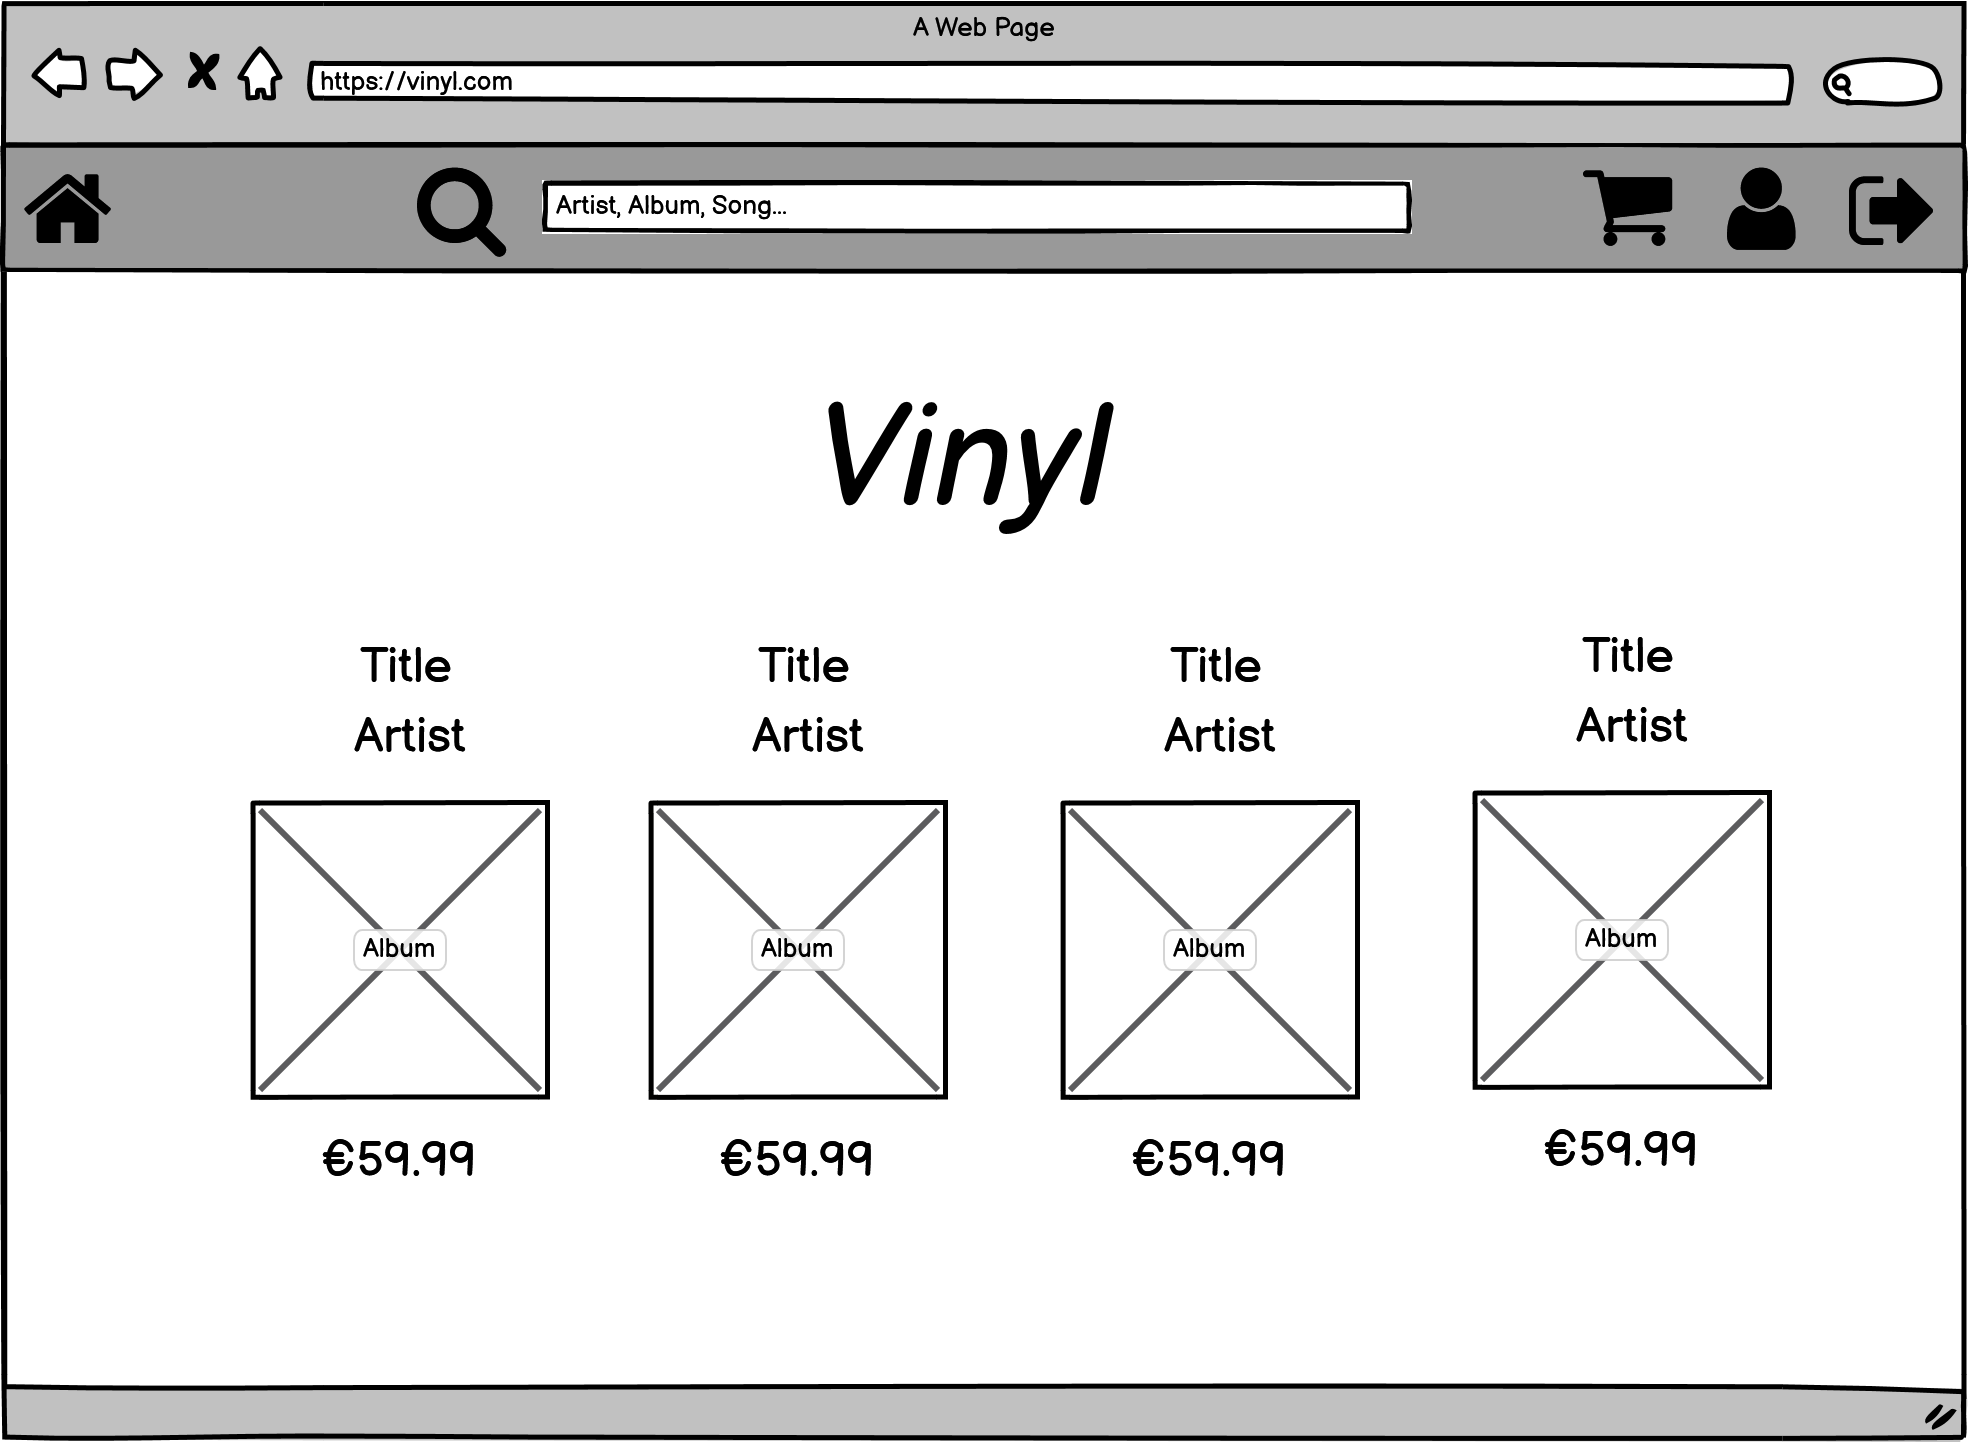 A Web Page
https://vinyl.com
Artist, Album, Song...
Vinyl
Title Title Title Title
Artist Artist Artist Artist
Album Album Album Album
€59.99 €59.99 €59.99 €59.99